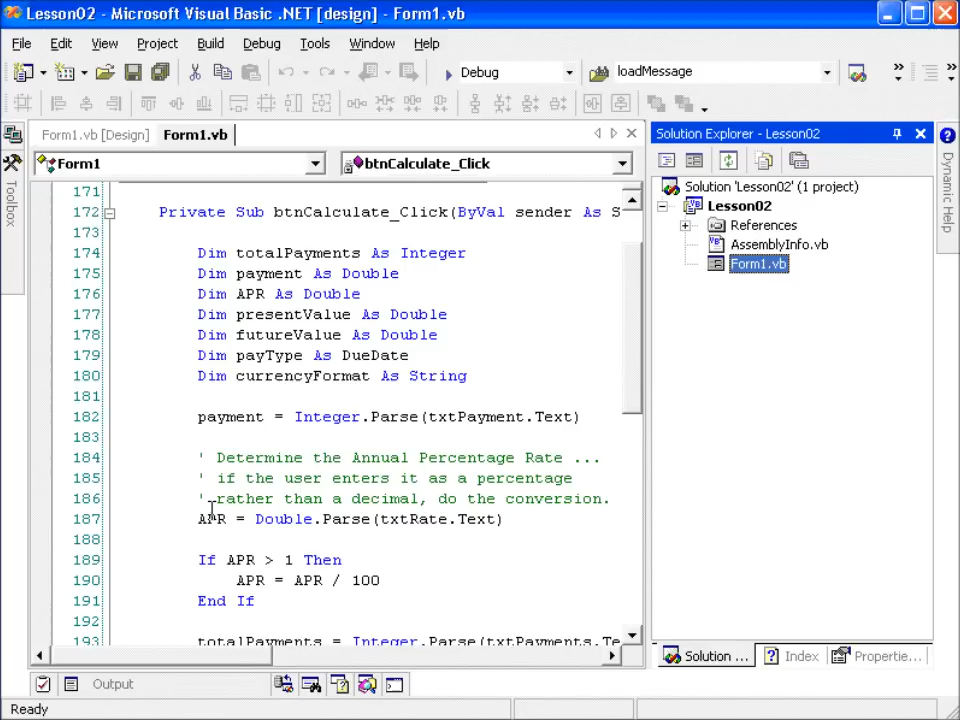 Lesson02 - Microsoft Visual Basic .NET [design] - Form1.vb
File Edit View Project Build Debug Tools Window Help
Debug loadMessage
Form1.vb [Design] Form1.vb
Solution Explorer - Lesson02
Form1 btnCalculate_Click
Toolbox
Dynamic Help
Solution 'Lesson02' (1 project)
Lesson02
References
AssemblyInfo.vb
Form1.vb
171
172 Private Sub btnCalculate_Click(ByVal sender As S
173
174 Dim totalPayments As Integer
175 Dim payment As Double
176 Dim APR As Double
177 Dim presentValue As Double
178 Dim futureValue As Double
179 Dim payType As DueDate
180 Dim currencyFormat As String
181
182 payment = Integer.Parse(txtPayment.Text)
183
184 ' Determine the Annual Percentage Rate ...
185 ' if the user enters it as a percentage
186 ' rather than a decimal, do the conversion.
187 APR = Double.Parse(txtRate.Text)
188
189 If APR > 1 Then
190 APR = APR / 100
191 End If
192
193 totalPayments = Integer.Parse(txtPayments.Te
Solution ... Index Propertie...
Output
Ready